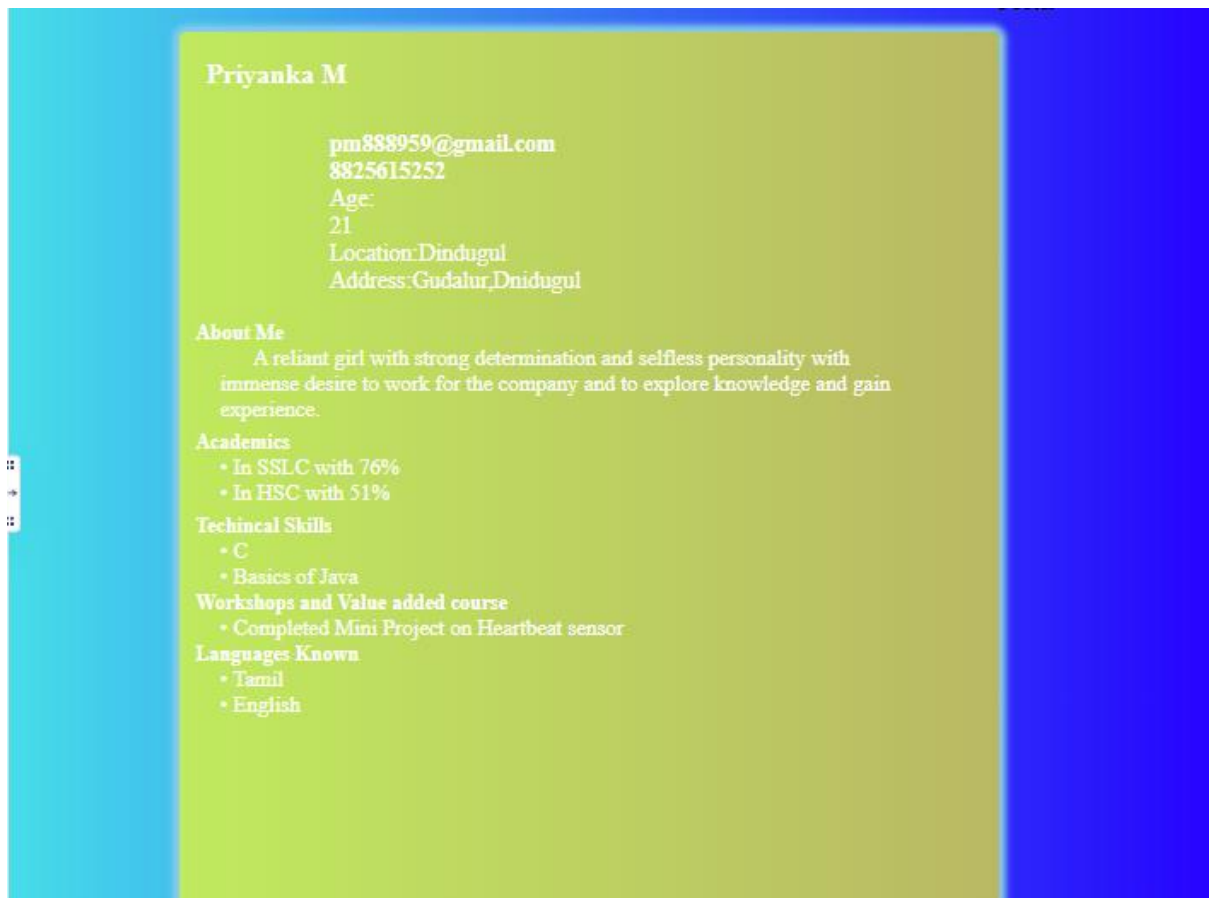 Priyanka M
pm888959@gmail.com
8825615252
Age:
21
Location:Dindugul
Address:Gudalur,Dnidugul
About Me
A reliant girl with strong determination and selfless personality with
immense desire to work for the company and to explore knowledge and gain
experience.
Academics
• In SSLC with 76%
• In HSC with 51%
Techincal Skills
• C
• Basics of Java
Workshops and Value added course
• Completed Mini Project on Heartbeat sensor
Languages Known
• Tamil
• English